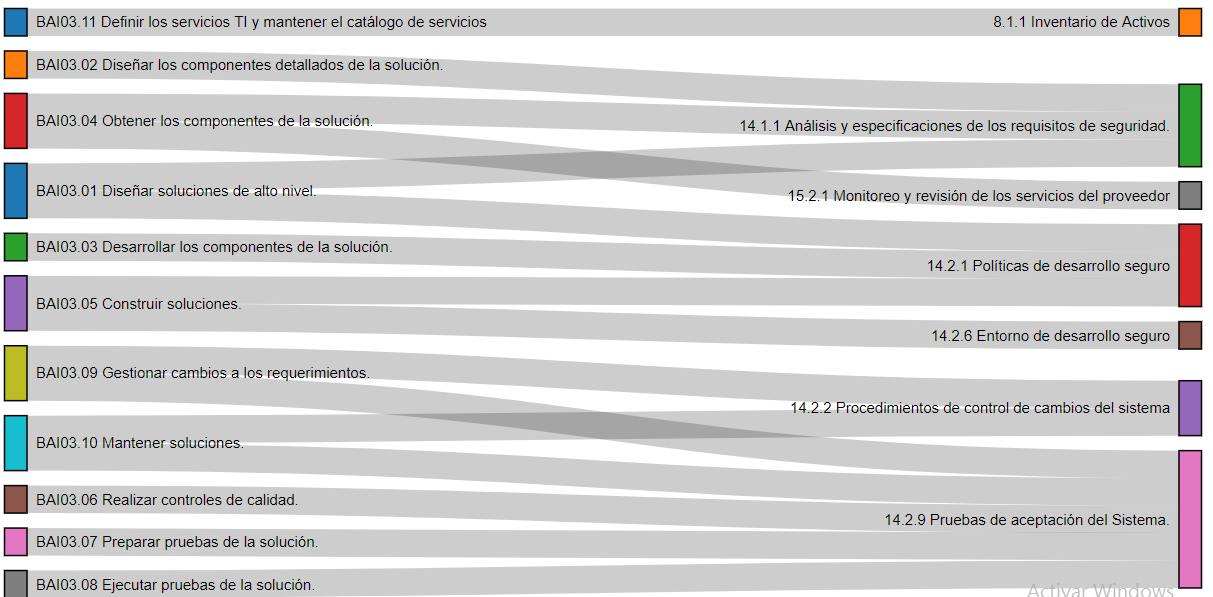 BAI03.11 Definir los servicios TI y mantener el catálogo de servicios
8.1.1 Inventario de Activos
BAI03.02 Diseñar los componentes detallados de la solución.
BAI03.04 Obtener los componentes de la solución.
14.1.1 Análisis y especificaciones de los requisitos de seguridad.
BAI03.01 Diseñar soluciones de alto nivel.
15.2.1 Monitoreo y revisión de los servicios del proveedor
BAI03.03 Desarrollar los componentes de la solución.
14.2.1 Políticas de desarrollo seguro
BAI03.05 Construir soluciones.
14.2.6 Entorno de desarrollo seguro
BAI03.09 Gestionar cambios a los requerimientos.
14.2.2 Procedimientos de control de cambios del sistema
BAI03.10 Mantener soluciones.
BAI03.06 Realizar controles de calidad.
14.2.9 Pruebas de aceptación del Sistema.
BAI03.07 Preparar pruebas de la solución.
BAI03.08 Ejecutar pruebas de la solución.
Activar Windows